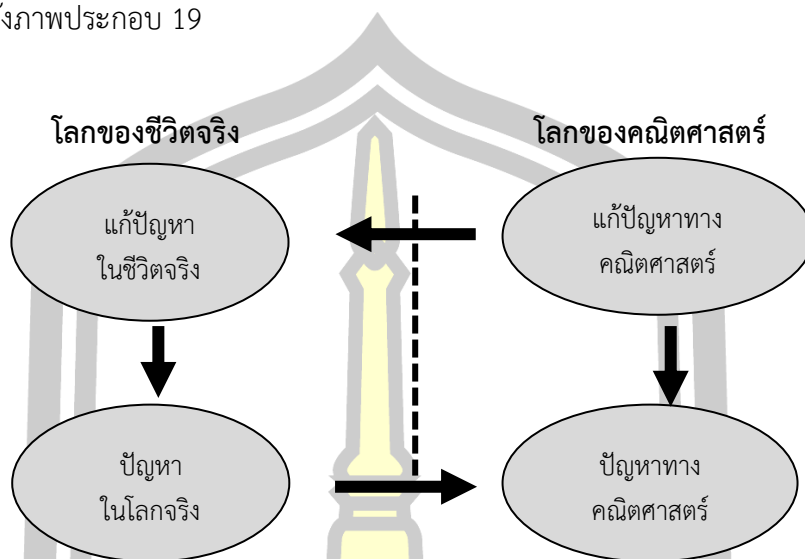 ังภาพประกอบ 19
โลกของชีวิตจริง
โลกของคณิตศาสตร์
แก้ปัญหา
ในชีวิตจริง
แก้ปัญหาทาง
คณิตศาสตร์
ปัญหา
ในโลกจริง
ปัญหาทาง
คณิตศาสตร์